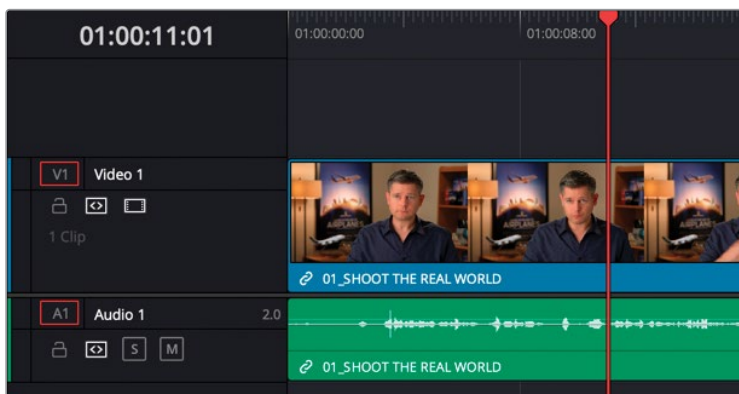 01:00:11:01
01:00:00:00
01:00:08:00
V1 Video 1
1 Clip
01_SHOOT THE REAL WORLD
A1 Audio 1 2.0
S M
01_SHOOT THE REAL WORLD